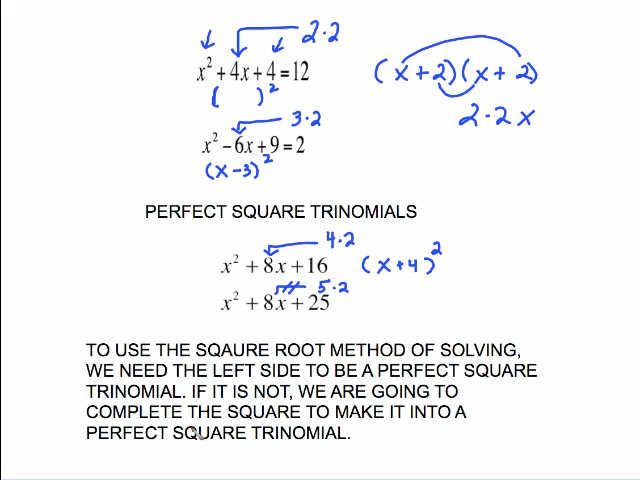 2·2
x² + 4x + 4 = 12
(x + 2)(x + 2)
(   )²
2·2x
3·2
x² − 6x + 9 = 2
(x − 3)²
PERFECT SQUARE TRINOMIALS
4·2
x² + 8x + 16 (x + 4)²
5·2
x² + 8x + 25
TO USE THE SQAURE ROOT METHOD OF SOLVING,
WE NEED THE LEFT SIDE TO BE A PERFECT SQUARE
TRINOMIAL. IF IT IS NOT, WE ARE GOING TO
COMPLETE THE SQUARE TO MAKE IT INTO A
PERFECT SQUARE TRINOMIAL.